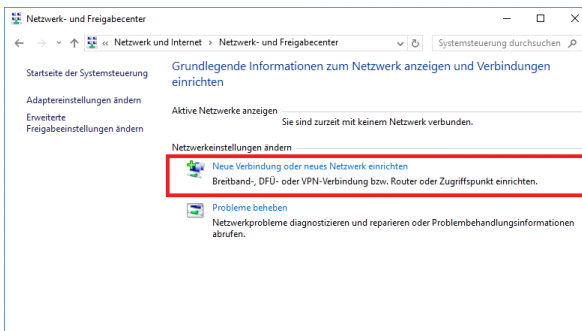 Netzwerk- und Freigabecenter
« Netzwerk und Internet › Netzwerk- und Freigabecenter
Systemsteuerung durchsuchen
Startseite der Systemsteuerung
Adaptereinstellungen ändern
Erweiterte
Freigabeeinstellungen ändern
Grundlegende Informationen zum Netzwerk anzeigen und Verbindungen
einrichten
Aktive Netzwerke anzeigen
Sie sind zurzeit mit keinem Netzwerk verbunden.
Netzwerkeinstellungen ändern
Neue Verbindung oder neues Netzwerk einrichten
Breitband-, DFÜ- oder VPN-Verbindung bzw. Router oder Zugriffspunkt einrichten.
Probleme beheben
Netzwerkprobleme diagnostizieren und reparieren oder Problembehandlungsinformationen
abrufen.